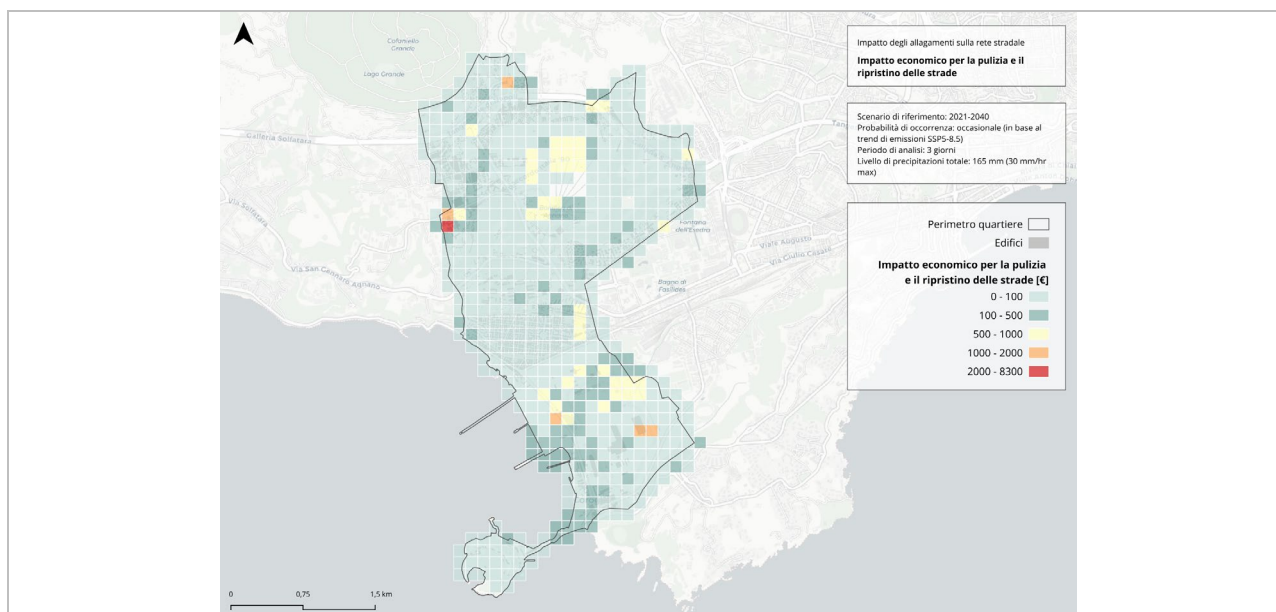 Impatto degli allagamenti sulla rete stradale
Impatto economico per la pulizia e il
ripristino delle strade
Scenario di riferimento: 2021-2040
Probabilità di occorrenza: occasionale (in base al
trend di emissioni SSP5-8.5)
Periodo di analisi: 3 giorni
Livello di precipitazioni totale: 165 mm (30 mm/hr
max)
Perimetro quartiere
Edifici
Impatto economico per la pulizia
e il ripristino delle strade [€]
0 - 100
100 - 500
500 - 1000
1000 - 2000
2000 - 8300
Lago Grande
Galleria Solfatara
Via Solfatara
Via San Gennaro
Fontana
dell'Esedra
Viale Augusto
Via Giulio Cesare
Bagno di
0
0,75
1,5 km